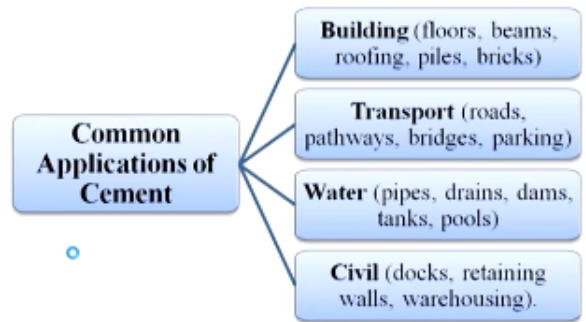 Common
Applications of
Cement
Building (floors, beams,
roofing, piles, bricks)
Transport (roads,
pathways, bridges, parking)
Water (pipes, drains, dams,
tanks, pools)
Civil (docks, retaining
walls, warehousing).